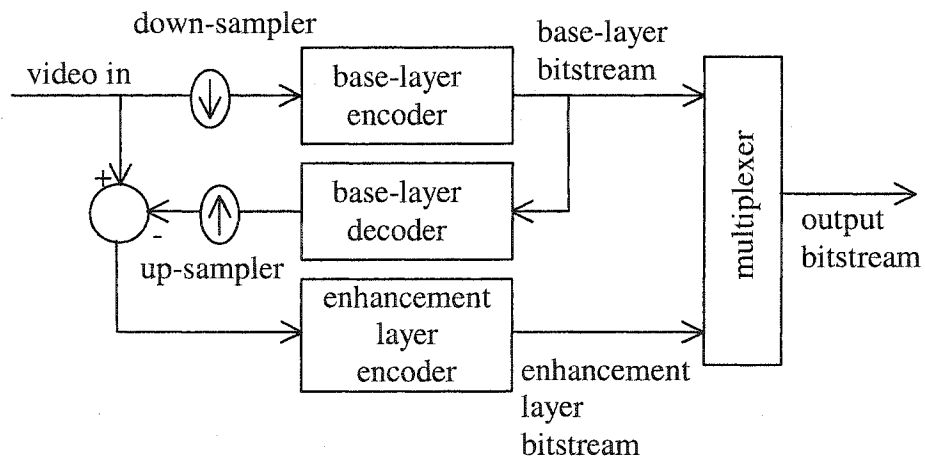 down-sampler
video in
base-layer
encoder
base-layer
bitstream
+
-
base-layer
decoder
up-sampler
enhancement
layer
encoder
enhancement
layer
bitstream
multiplexer
output
bitstream